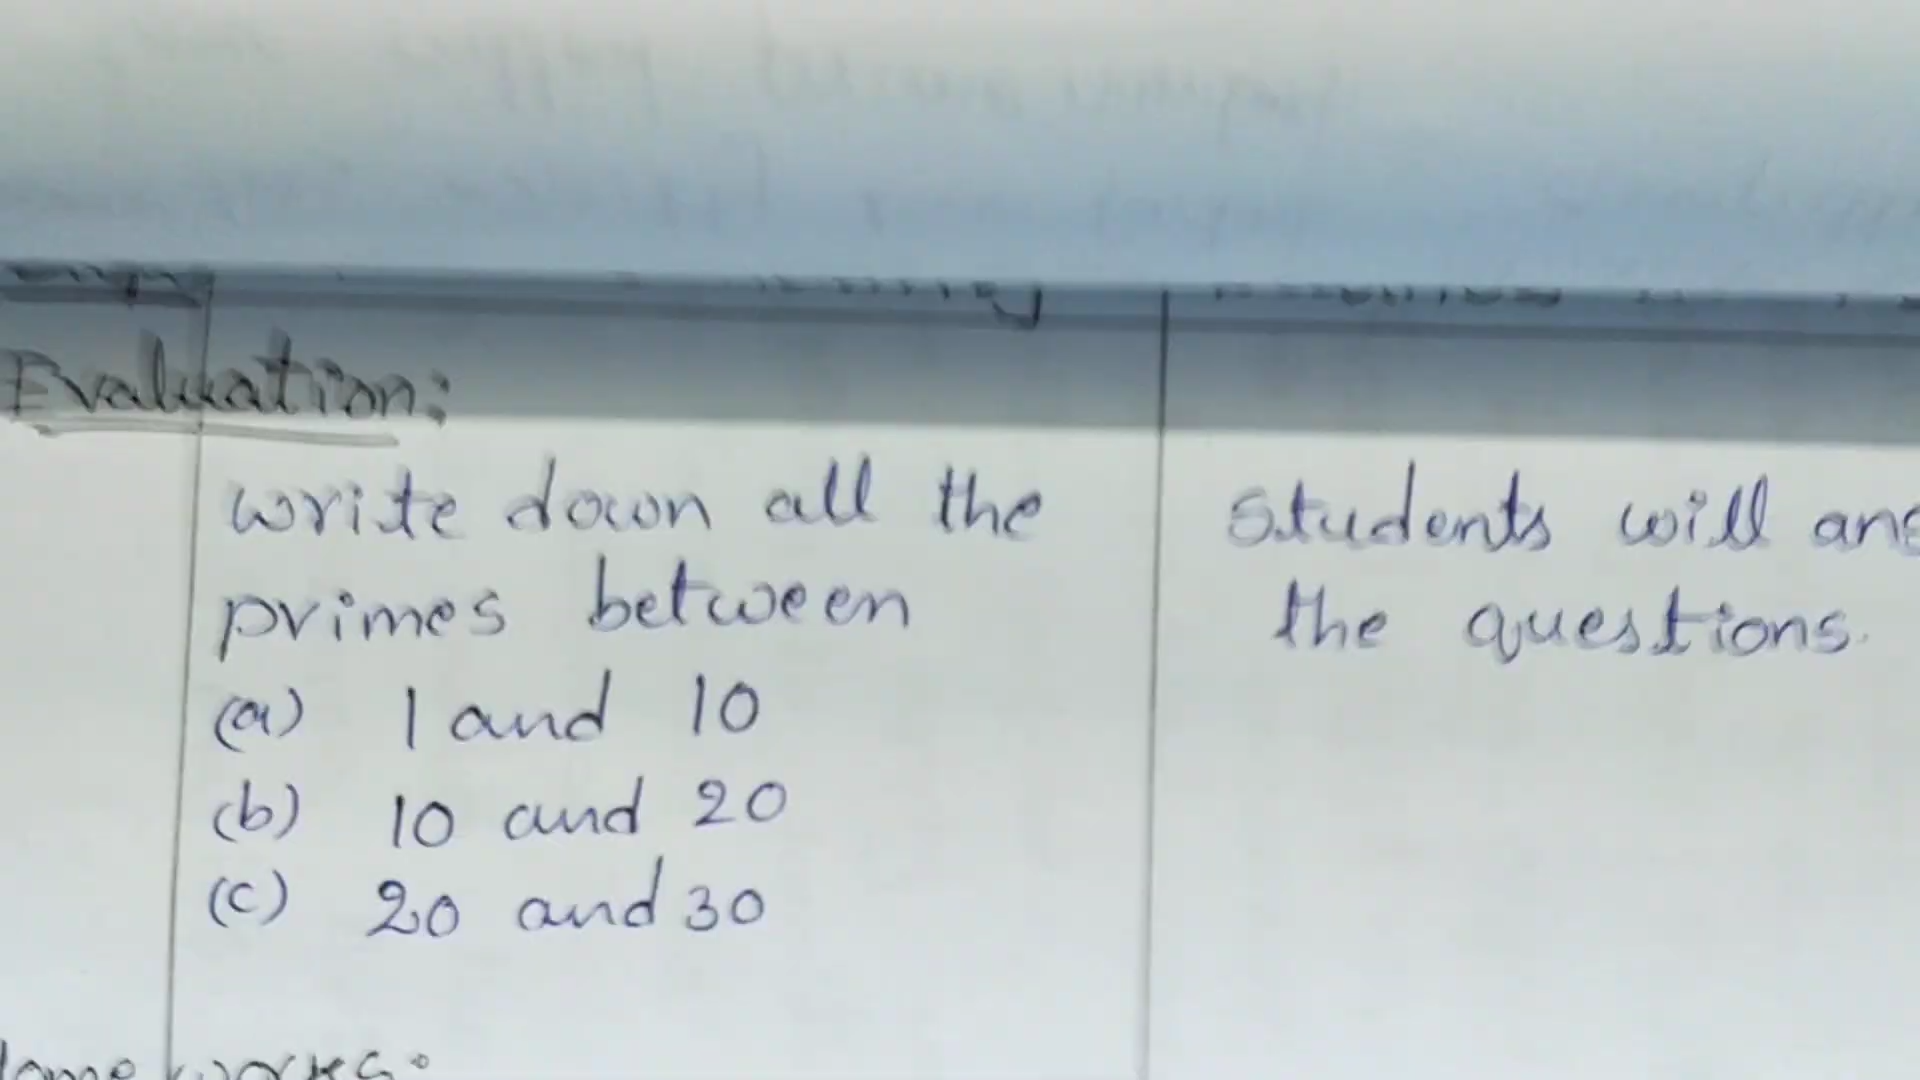 Evaluation:
write down all the
primes between
(a) 1 and 10
(b) 10 and 20
(c) 20 and 30
students will ans
the questions.